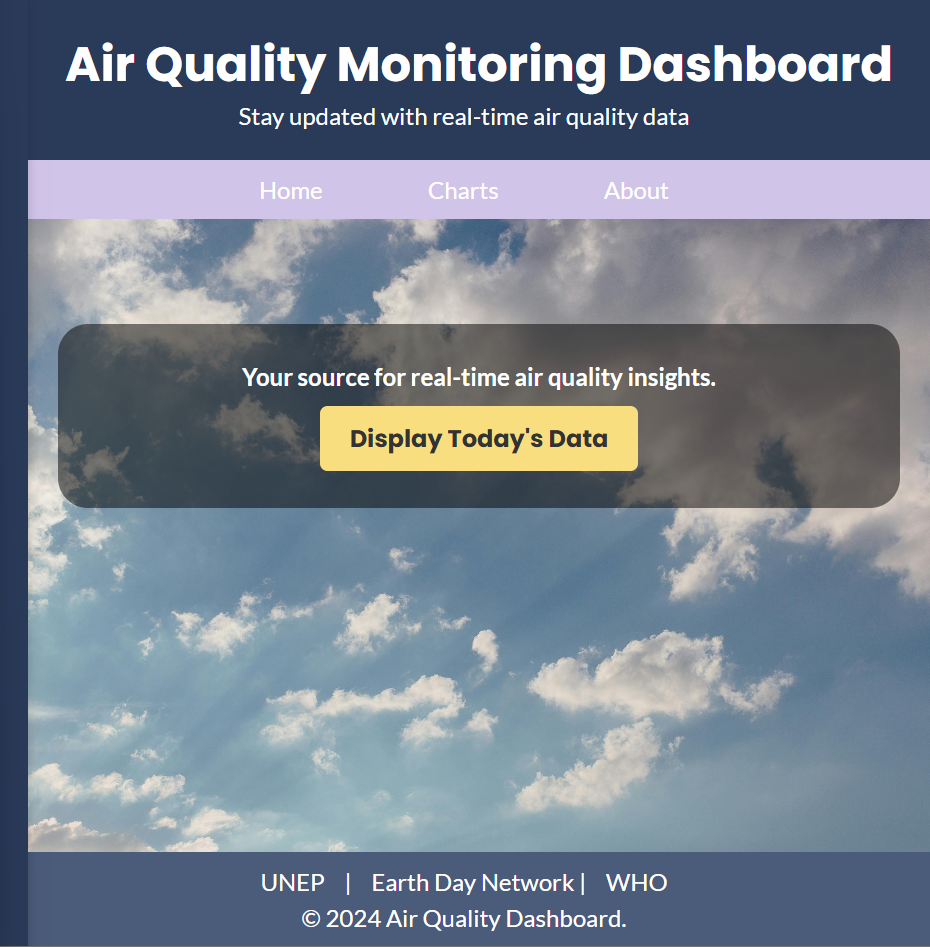 Air Quality Monitoring Dashboard
Stay updated with real-time air quality data
Home Charts About
Your source for real-time air quality insights.
Display Today's Data
UNEP | Earth Day Network | WHO
© 2024 Air Quality Dashboard.